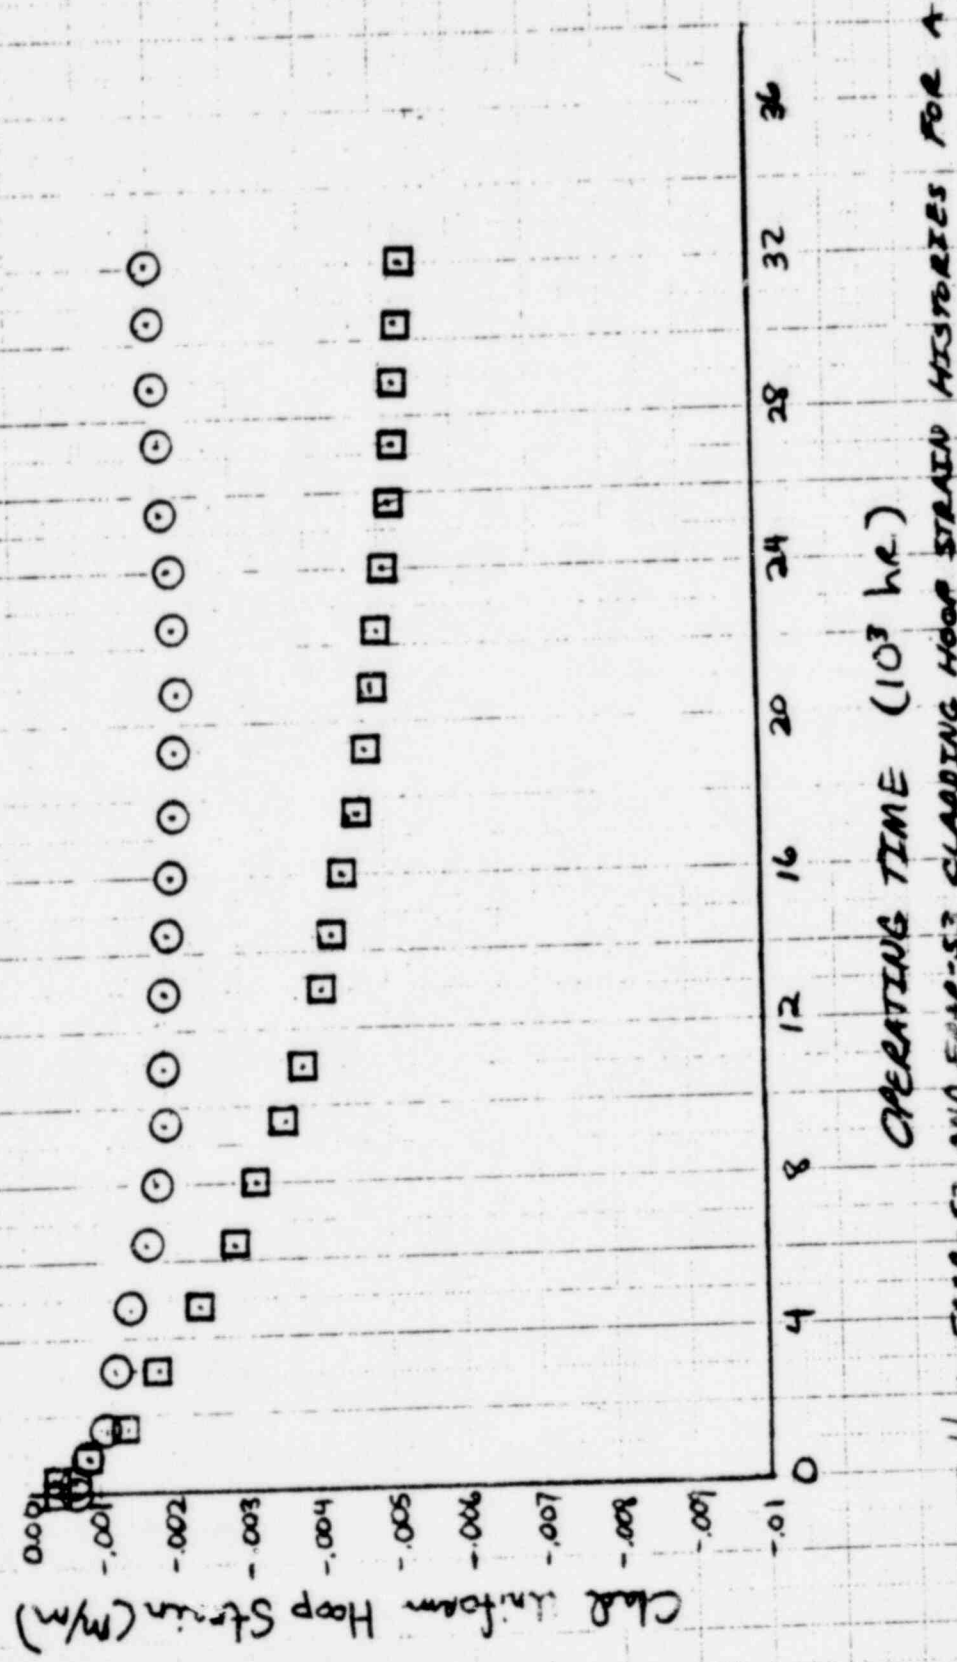 Clad Uniform Hoop Strain (m/m)
0.00
-.001
-.002
-.003
-.004
-.005
-.006
-.007
-.008
-.009
-.01
0 4 8 12 16 20 24 28 32 36
OPERATING TIME (10³ hR)
AND CLADDING HOOP STRAIN HISTORIES FOR A